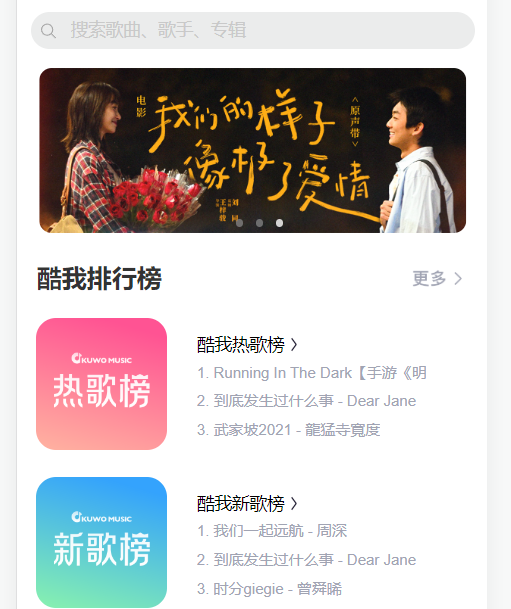 搜索歌曲、歌手、专辑
电影
我们的样子
像极了爱情
<原声带>
酷我排行榜
更多
KUWO MUSIC
热歌榜
酷我热歌榜
1. Running In The Dark【手游《明
2. 到底发生过什么事 - Dear Jane
3. 武家坡2021 - 龍猛寺寬度
KUWO MUSIC
新歌榜
酷我新歌榜
1. 我们一起远航 - 周深
2. 到底发生过什么事 - Dear Jane
3. 时分giegie - 曾舜晞